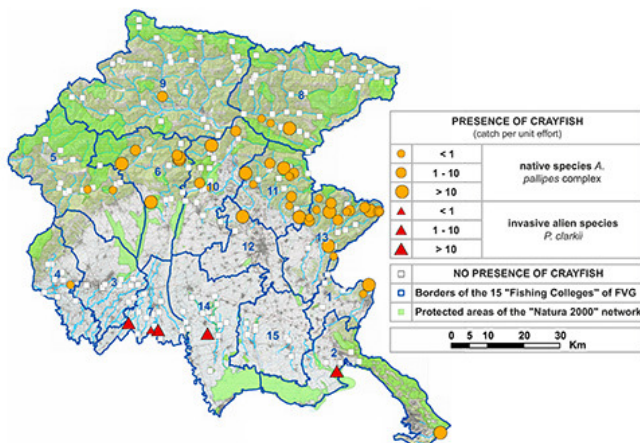 9
8
5
6
10
11
4
3
12
13
7
14
15
1
2
PRESENCE OF CRAYFISH
(catch per unit effort)
< 1
1 - 10
> 10
native species A.
pallipes complex
< 1
1 - 10
> 10
invasive alien species
P. clarkii
NO PRESENCE OF CRAYFISH
Borders of the 15 "Fishing Colleges" of FVG
Protected areas of the "Natura 2000" network
0 5 10 20 30
Km